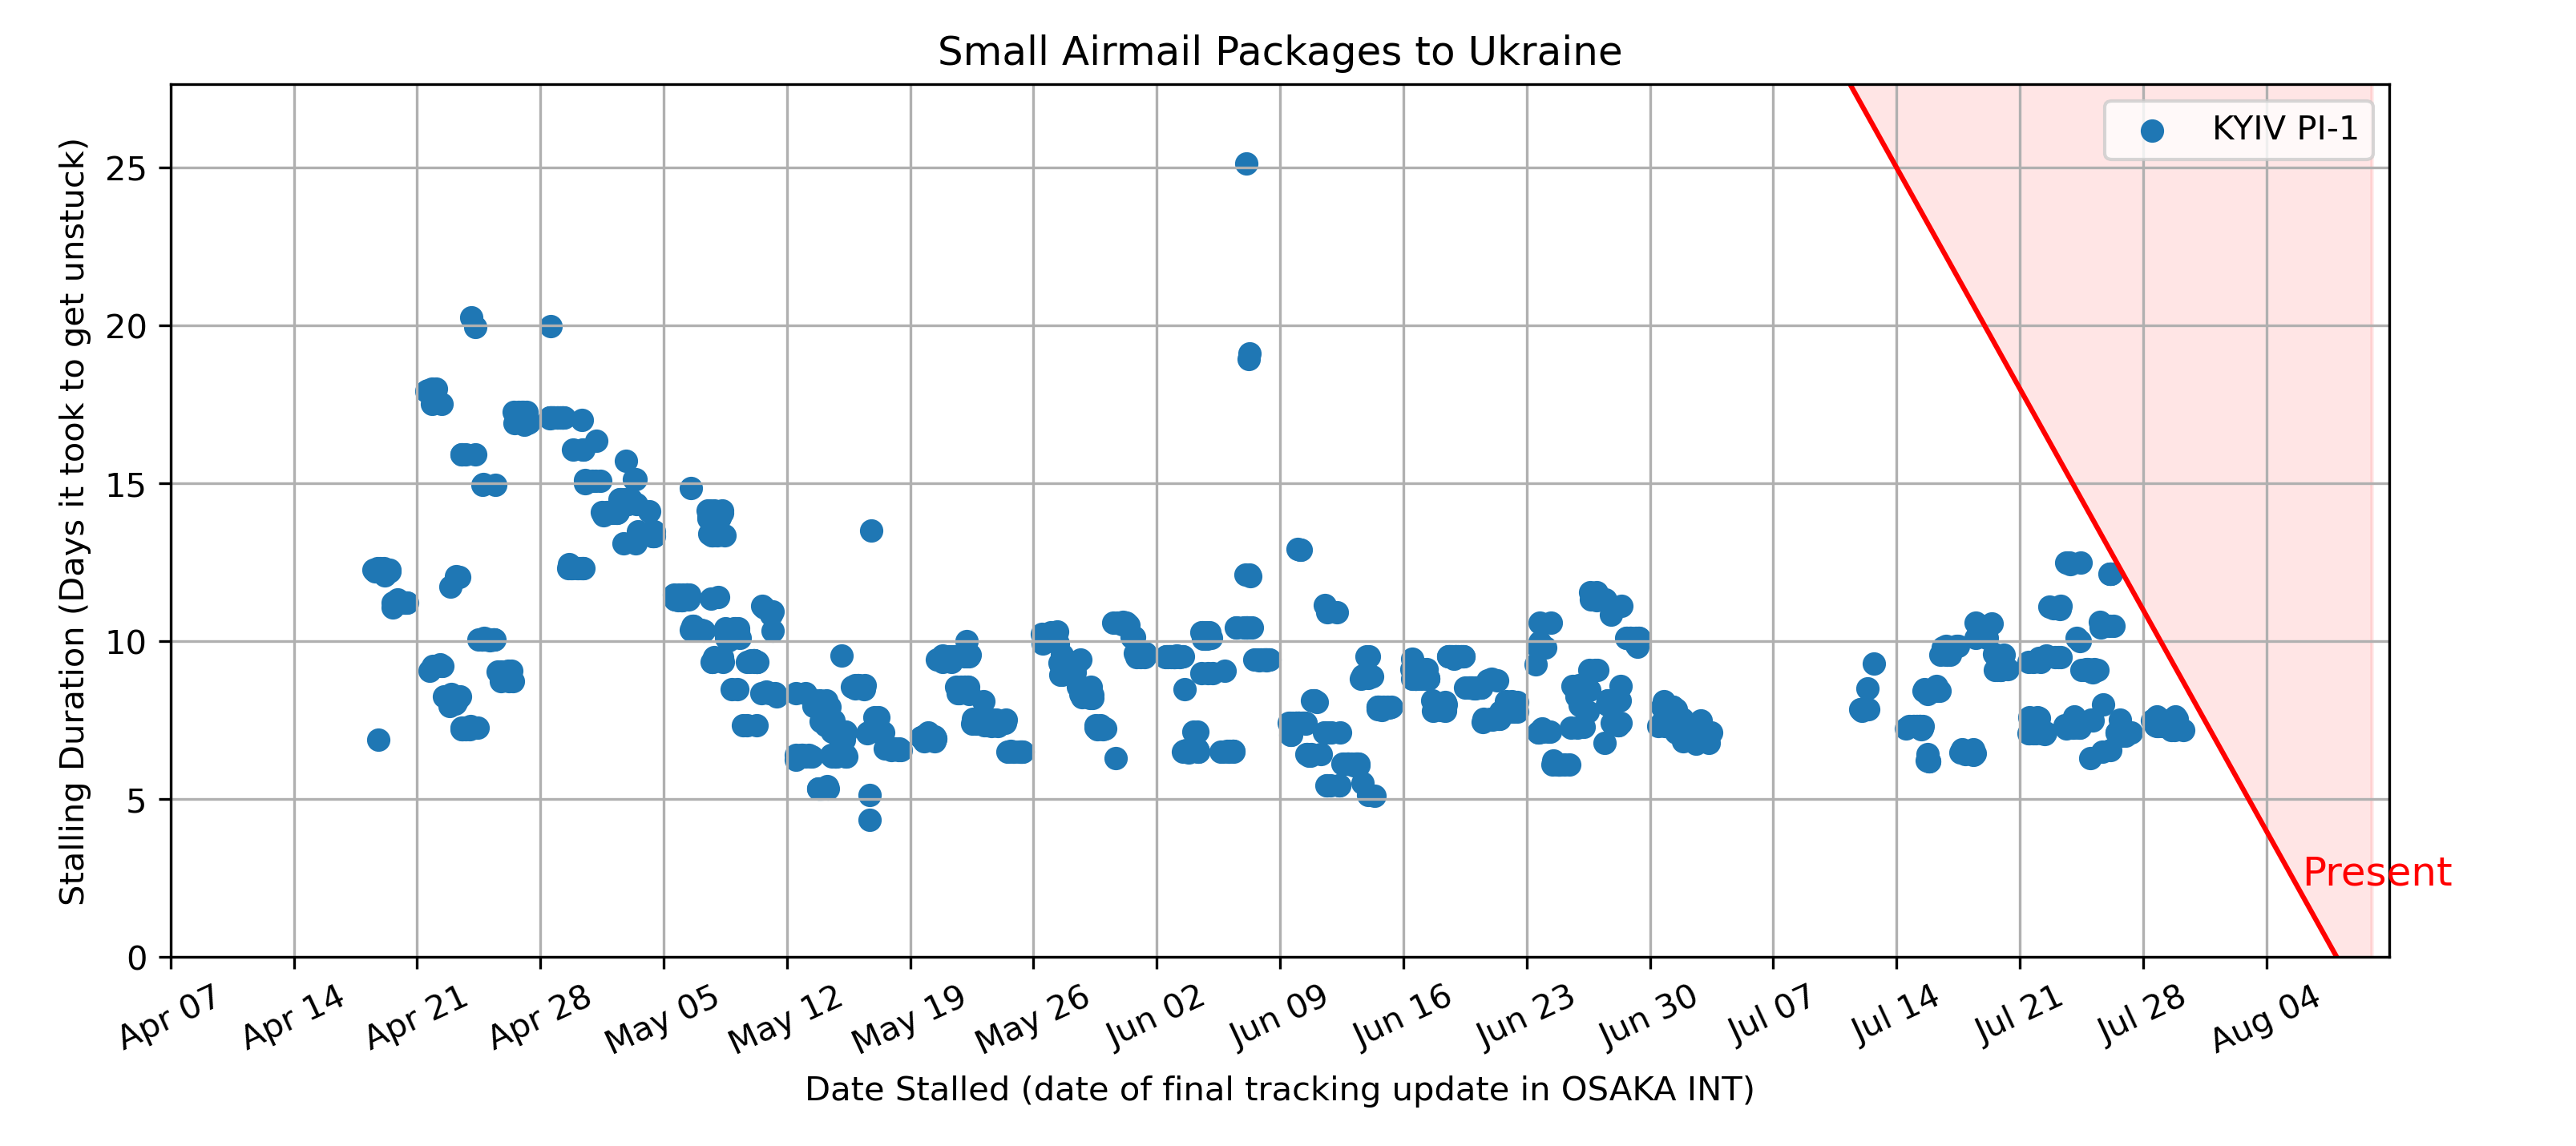 Small Airmail Packages to Ukraine
KYIV PI-1
Stalling Duration (Days it took to get unstuck)
25
20
15
10
5
0
Present
Apr 07
Apr 14
Apr 21
Apr 28
May 05
May 12
May 19
May 26
Jun 02
Jun 09
Jun 16
Jun 23
Jun 30
Jul 07
Jul 14
Jul 21
Jul 28
Aug 04
Date Stalled (date of final tracking update in OSAKA INT)